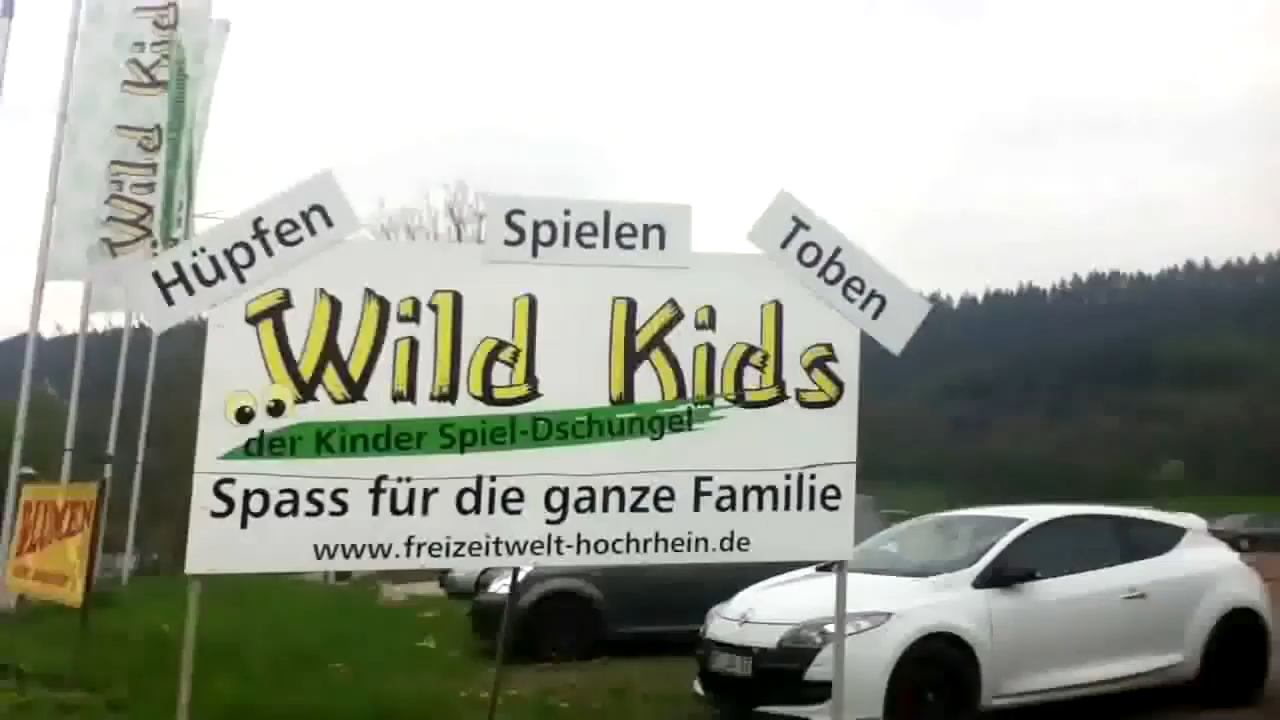 Wild Kid
Hüpfen
Spielen
Toben
Wild Kids
der Kinder Spiel-Dschungel
Spass für die ganze Familie
www.freizeitwelt-hochrhein.de
BLUMEN